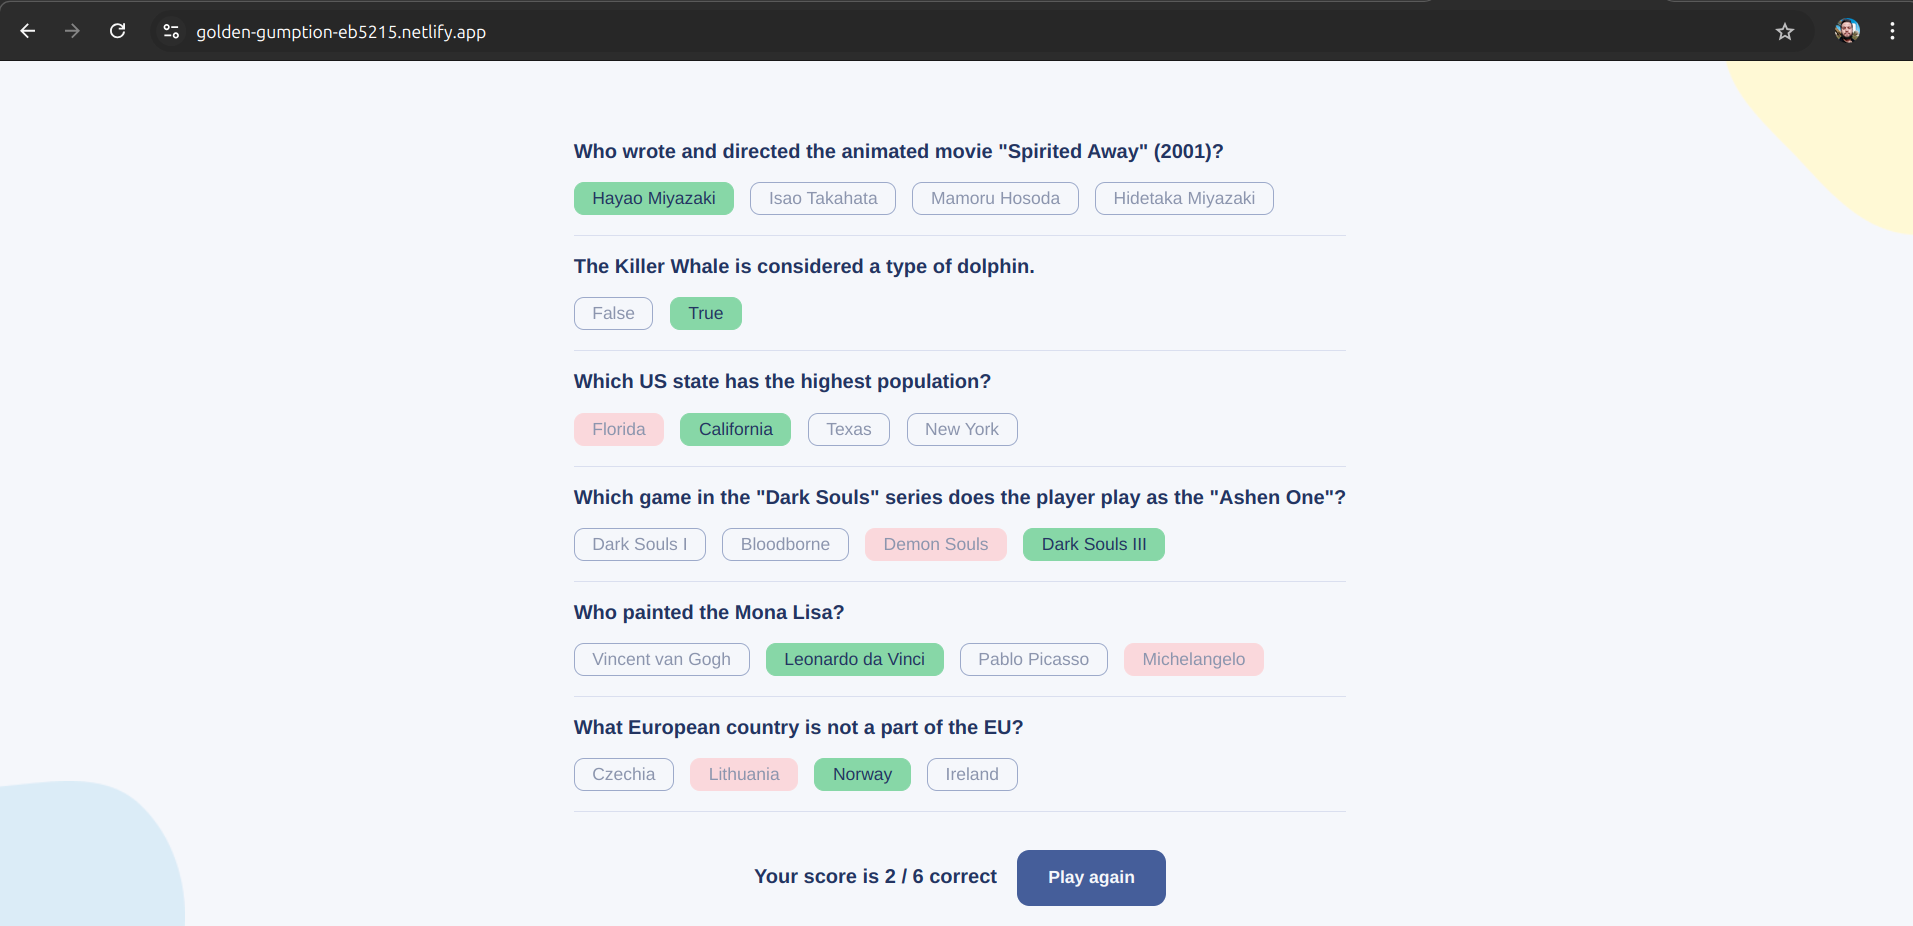 golden-gumption-eb5215.netlify.app
Who wrote and directed the animated movie "Spirited Away" (2001)?
Hayao Miyazaki Isao Takahata Mamoru Hosoda Hidetaka Miyazaki
The Killer Whale is considered a type of dolphin.
False True
Which US state has the highest population?
Florida California Texas New York
Which game in the "Dark Souls" series does the player play as the "Ashen One"?
Dark Souls I Bloodborne Demon Souls Dark Souls III
Who painted the Mona Lisa?
Vincent van Gogh Leonardo da Vinci Pablo Picasso Michelangelo
What European country is not a part of the EU?
Czechia Lithuania Norway Ireland
Your score is 2 / 6 correct Play again